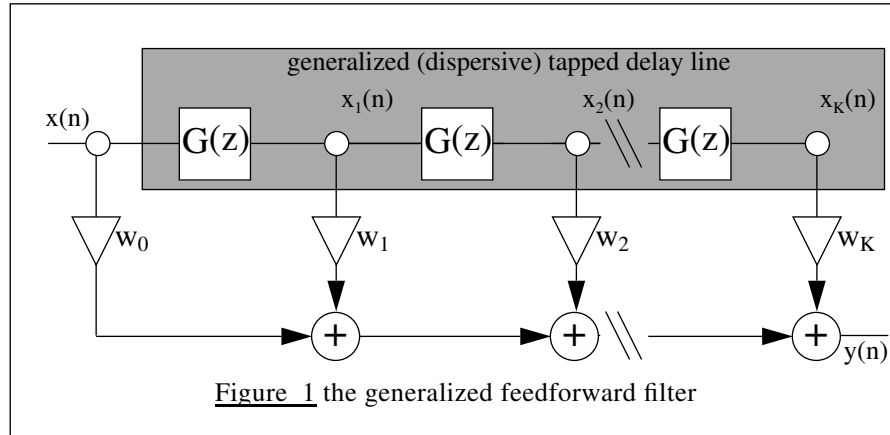 generalized (dispersive) tapped delay line
x(n) x₁(n) x₂(n) x_K(n)
G(z) G(z) G(z)
w₀ w₁ w₂ w_K
+ + +
y(n)
Figure 1 the generalized feedforward filter